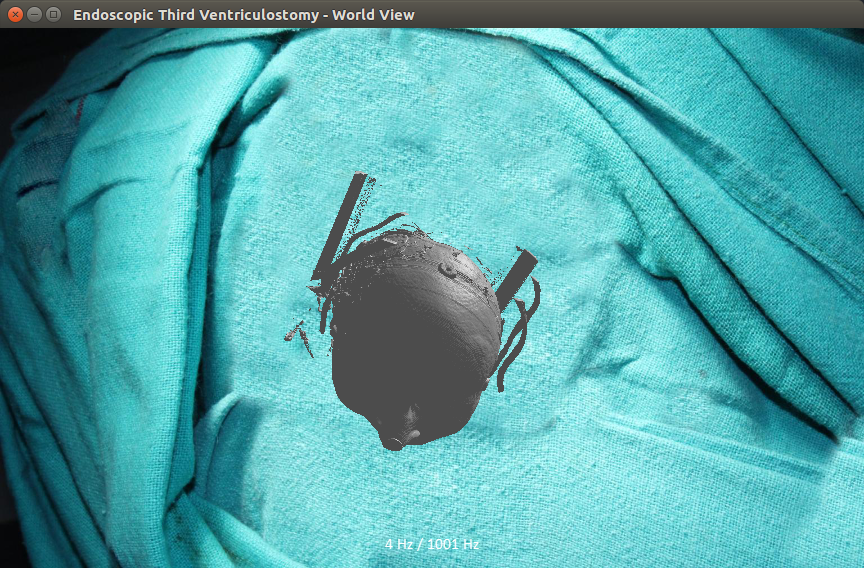 Endoscopic Third Ventriculostomy - World View
4 Hz / 1001 Hz